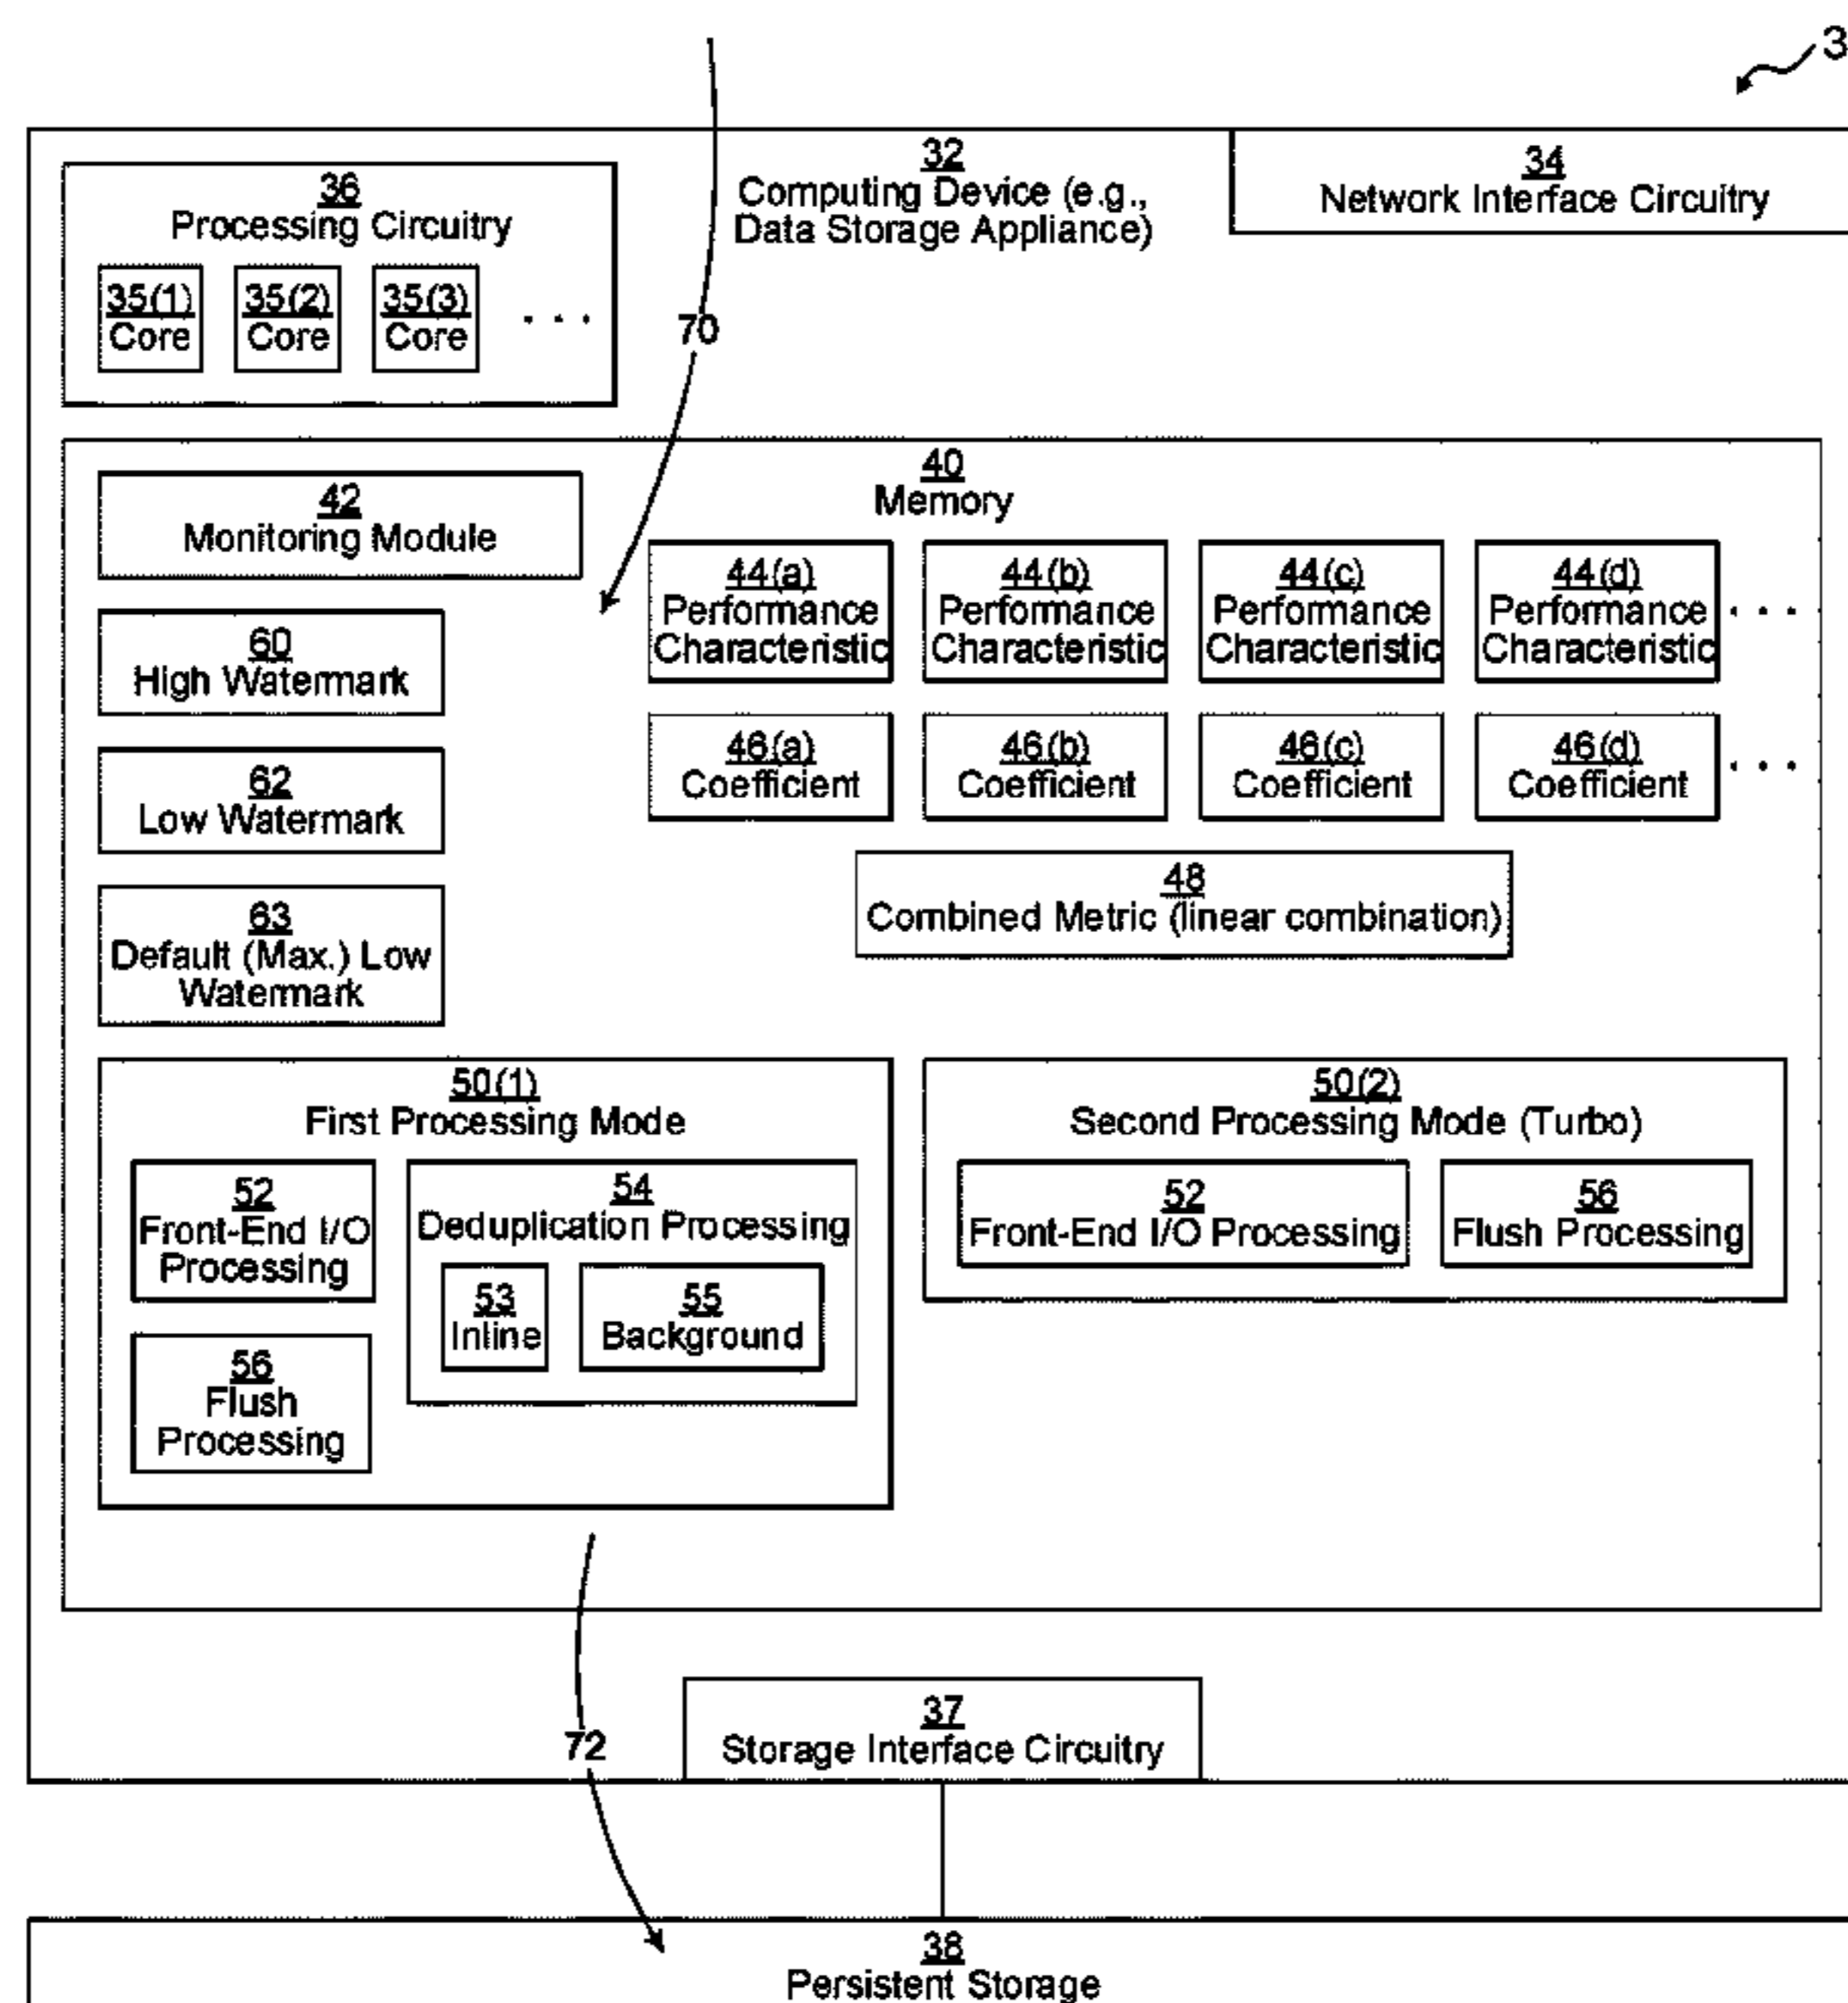 3
32
Computing Device (e.g.,
Data Storage Appliance)
34
Network Interface Circuitry
36
Processing Circuitry
35(1)
Core
35(2)
Core
35(3)
Core
. . .
70
40
Memory
42
Monitoring Module
60
High Watermark
62
Low Watermark
63
Default (Max.) Low
Watermark
44(a)
Performance
Characteristic
44(b)
Performance
Characteristic
44(c)
Performance
Characteristic
44(d)
Performance
Characteristic
. . .
46(a)
Coefficient
46(b)
Coefficient
46(c)
Coefficient
46(d)
Coefficient
. . .
48
Combined Metric (linear combination)
50(1)
First Processing Mode
52
Front-End I/O
Processing
54
Deduplication Processing
53
Inline
55
Background
56
Flush
Processing
50(2)
Second Processing Mode (Turbo)
52
Front-End I/O Processing
56
Flush Processing
72
37
Storage Interface Circuitry
38
Persistent Storage